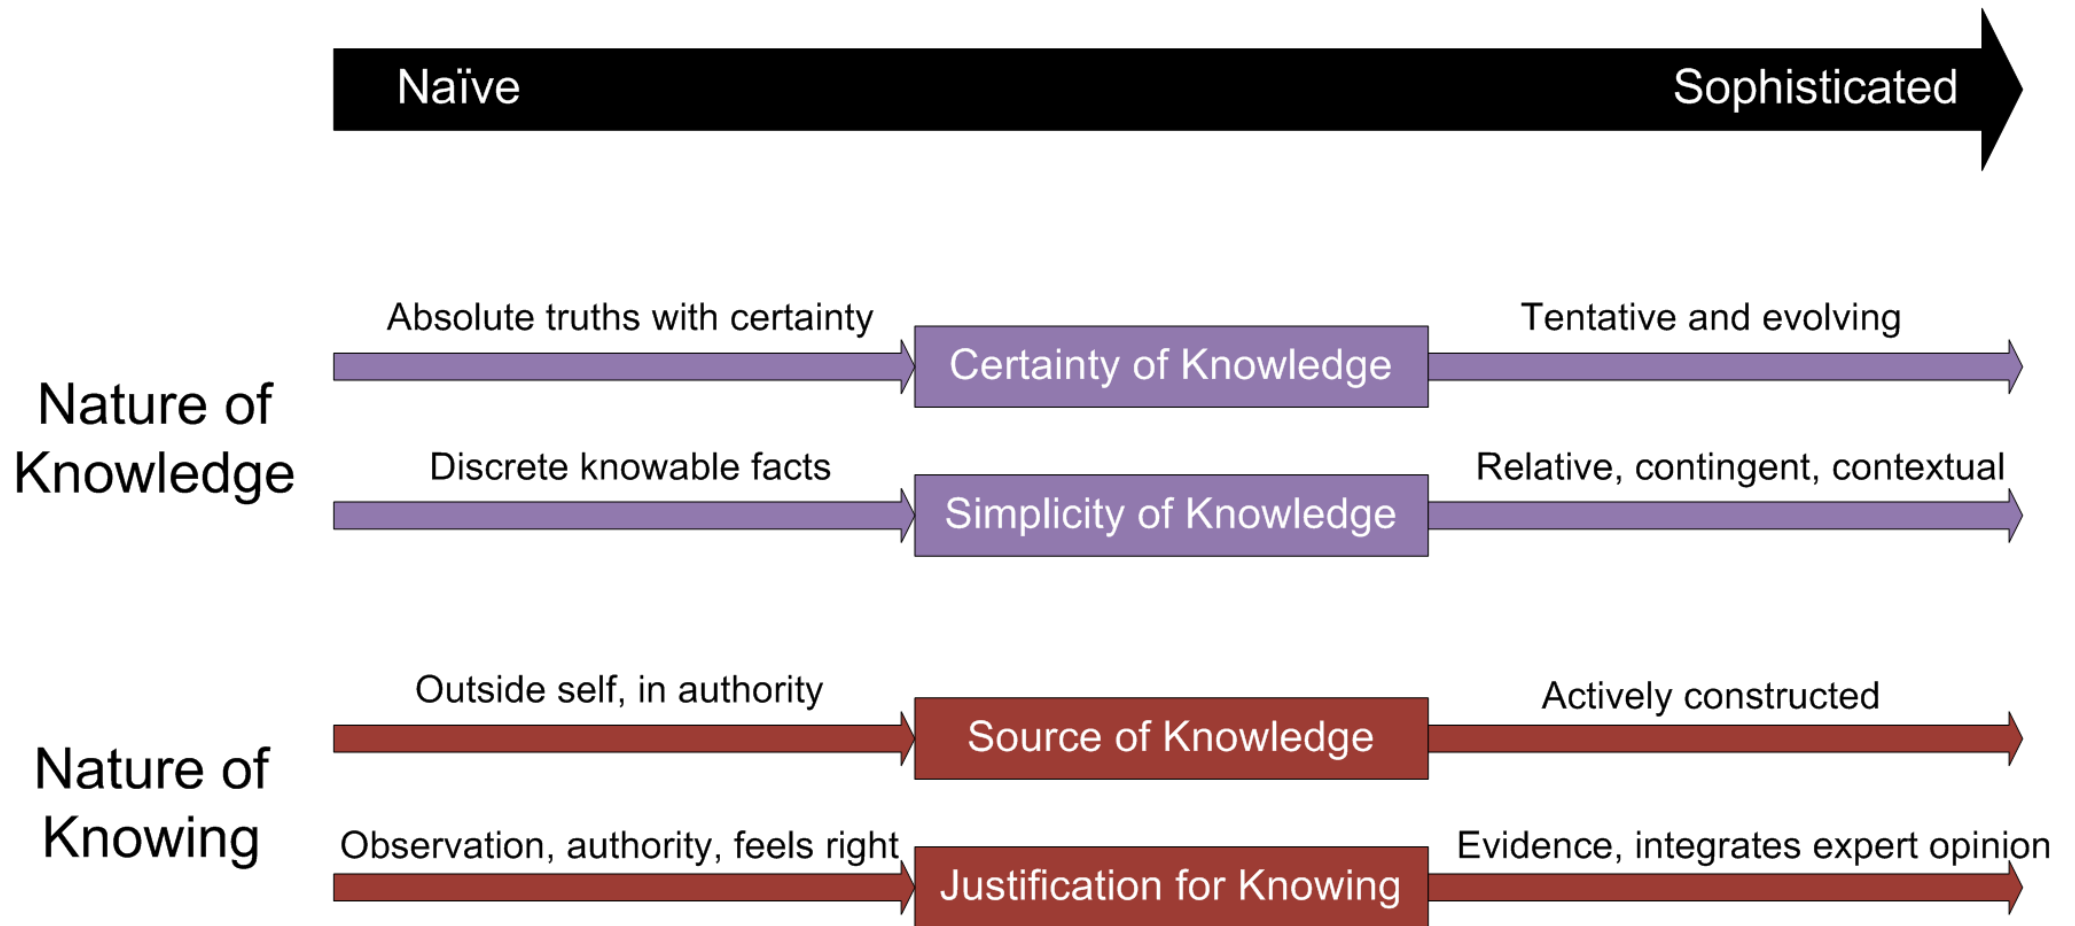 Naïve
Sophisticated
Nature of
Knowledge
Absolute truths with certainty
Certainty of Knowledge
Tentative and evolving
Discrete knowable facts
Simplicity of Knowledge
Relative, contingent, contextual
Nature of
Knowing
Outside self, in authority
Source of Knowledge
Actively constructed
Observation, authority, feels right
Justification for Knowing
Evidence, integrates expert opinion